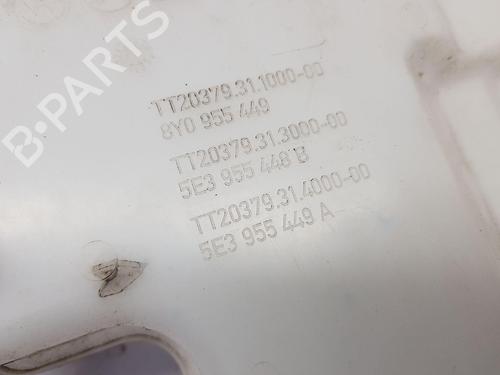 B-PARTS
TT20379.31.1000-00
8Y0 955 449
TT20379.31.3000-00
5E3 955 448 B
TT20379.31.4000-00
5E3 955 449 A